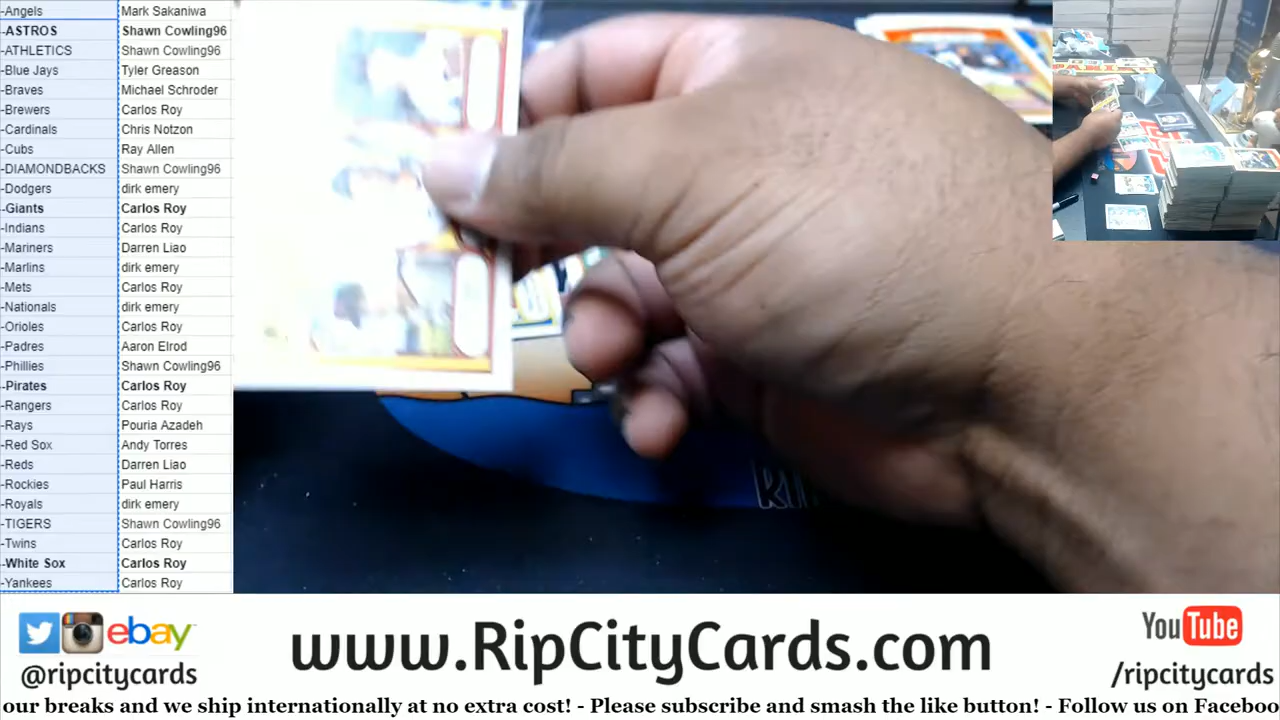 -Angels Mark Sakaniwa
-ASTROS Shawn Cowling96
-ATHLETICS Shawn Cowling96
-Blue Jays Tyler Greason
-Braves Michael Schroder
-Brewers Carlos Roy
-Cardinals Chris Notzon
-Cubs Ray Allen
-DIAMONDBACKS Shawn Cowling96
-Dodgers dirk emery
-Giants Carlos Roy
-Indians Carlos Roy
-Mariners Darren Liao
-Marlins dirk emery
-Mets Carlos Roy
-Nationals dirk emery
-Orioles Carlos Roy
-Padres Aaron Elrod
-Phillies Shawn Cowling96
-Pirates Carlos Roy
-Rangers Carlos Roy
-Rays Pouria Azadeh
-Red Sox Andy Torres
-Reds Darren Liao
-Rockies Paul Harris
-Royals dirk emery
-TIGERS Shawn Cowling96
-Twins Carlos Roy
-White Sox Carlos Roy
-Yankees Carlos Roy
ebay
@ripcitycards
www.RipCityCards.com
YouTube
/ripcitycards
our breaks and we ship internationally at no extra cost! - Please subscribe and smash the like button! - Follow us on Faceboo